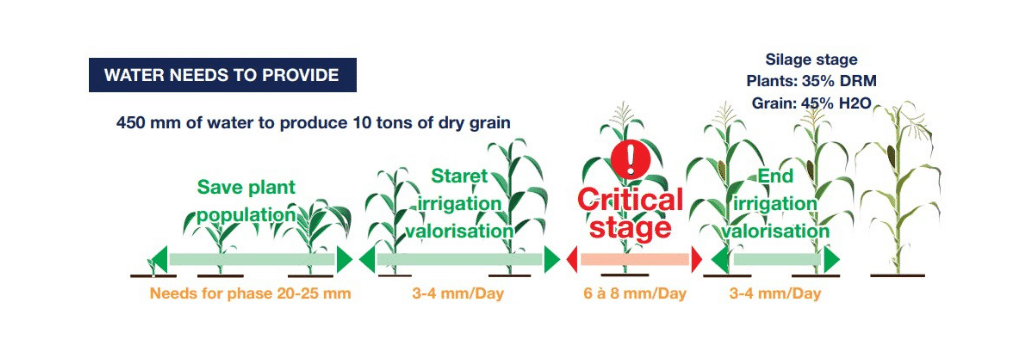 WATER NEEDS TO PROVIDE
450 mm of water to produce 10 tons of dry grain
Silage stage
Plants: 35% DRM
Grain: 45% H2O
Save plant
population
Staret
irrigation
valorisation
!
Critical
stage
End
irrigation
valorisation
Needs for phase 20-25 mm
3-4 mm/Day
6 à 8 mm/Day
3-4 mm/Day